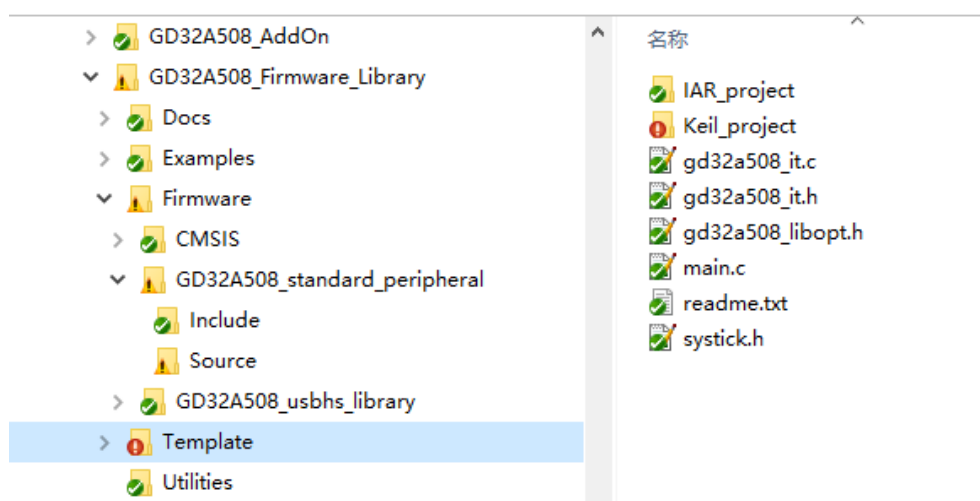 GD32A508_AddOn
GD32A508_Firmware_Library
Docs
Examples
Firmware
CMSIS
GD32A508_standard_peripheral
Include
Source
GD32A508_usbhs_library
Template
Utilities
名称
IAR_project
Keil_project
gd32a508_it.c
gd32a508_it.h
gd32a508_libopt.h
main.c
readme.txt
systick.h